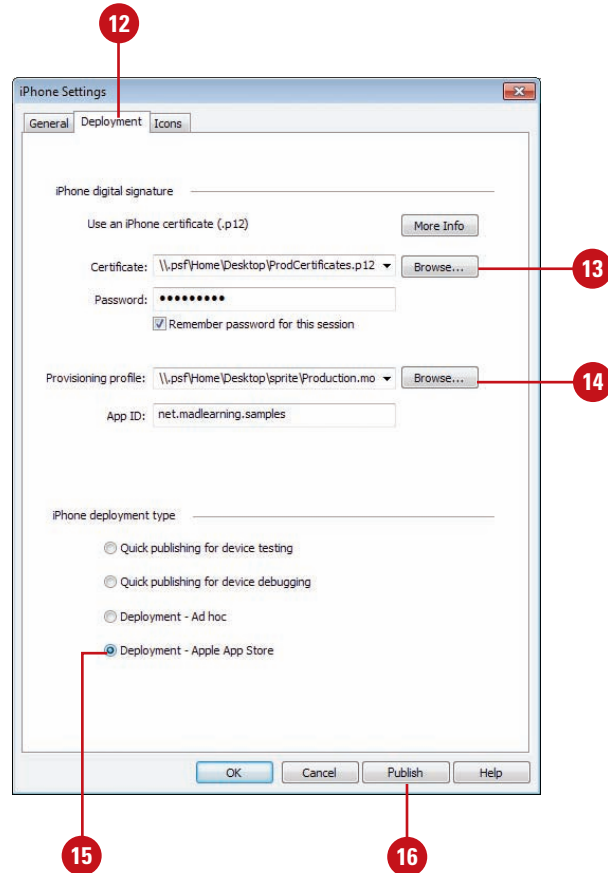 12
iPhone Settings
General Deployment Icons
iPhone digital signature
Use an iPhone certificate (.p12) More Info
Certificate: \\.psf\Home\Desktop\ProdCertificates.p12 Browse... 13
Password: •••••••••
Remember password for this session
Provisioning profile: \\.psf\Home\Desktop\sprite\Production.mo Browse... 14
App ID: net.madlearning.samples
iPhone deployment type
Quick publishing for device testing
Quick publishing for device debugging
Deployment - Ad hoc
Deployment - Apple App Store
OK Cancel Publish Help
15 16